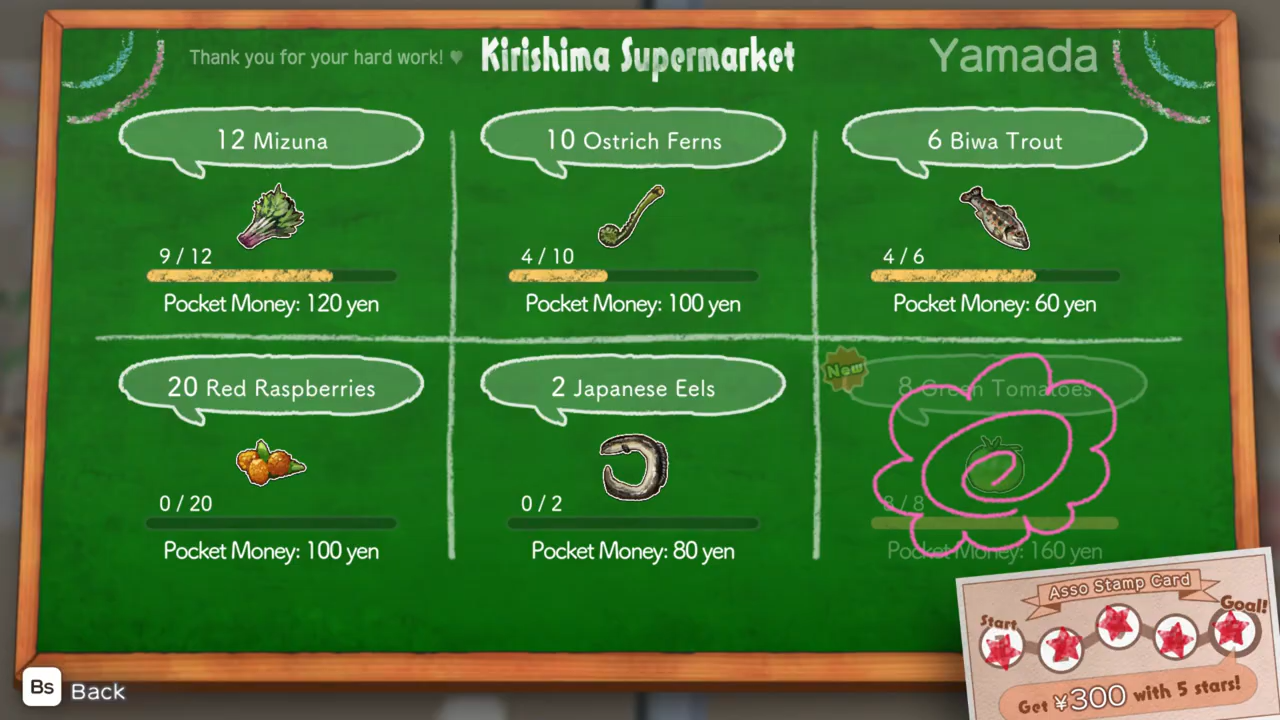 Thank you for your hard work! ♥
Kirishima Supermarket
Yamada
12 Mizuna
9 / 12
Pocket Money: 120 yen
10 Ostrich Ferns
4 / 10
Pocket Money: 100 yen
6 Biwa Trout
4 / 6
Pocket Money: 60 yen
20 Red Raspberries
0 / 20
Pocket Money: 100 yen
2 Japanese Eels
0 / 2
Pocket Money: 80 yen
New
8 Green Tomatoes
8 / 8
Pocket Money: 160 yen
Asso Stamp Card
Start
Goal!
Get ¥300 with 5 stars!
Bs Back